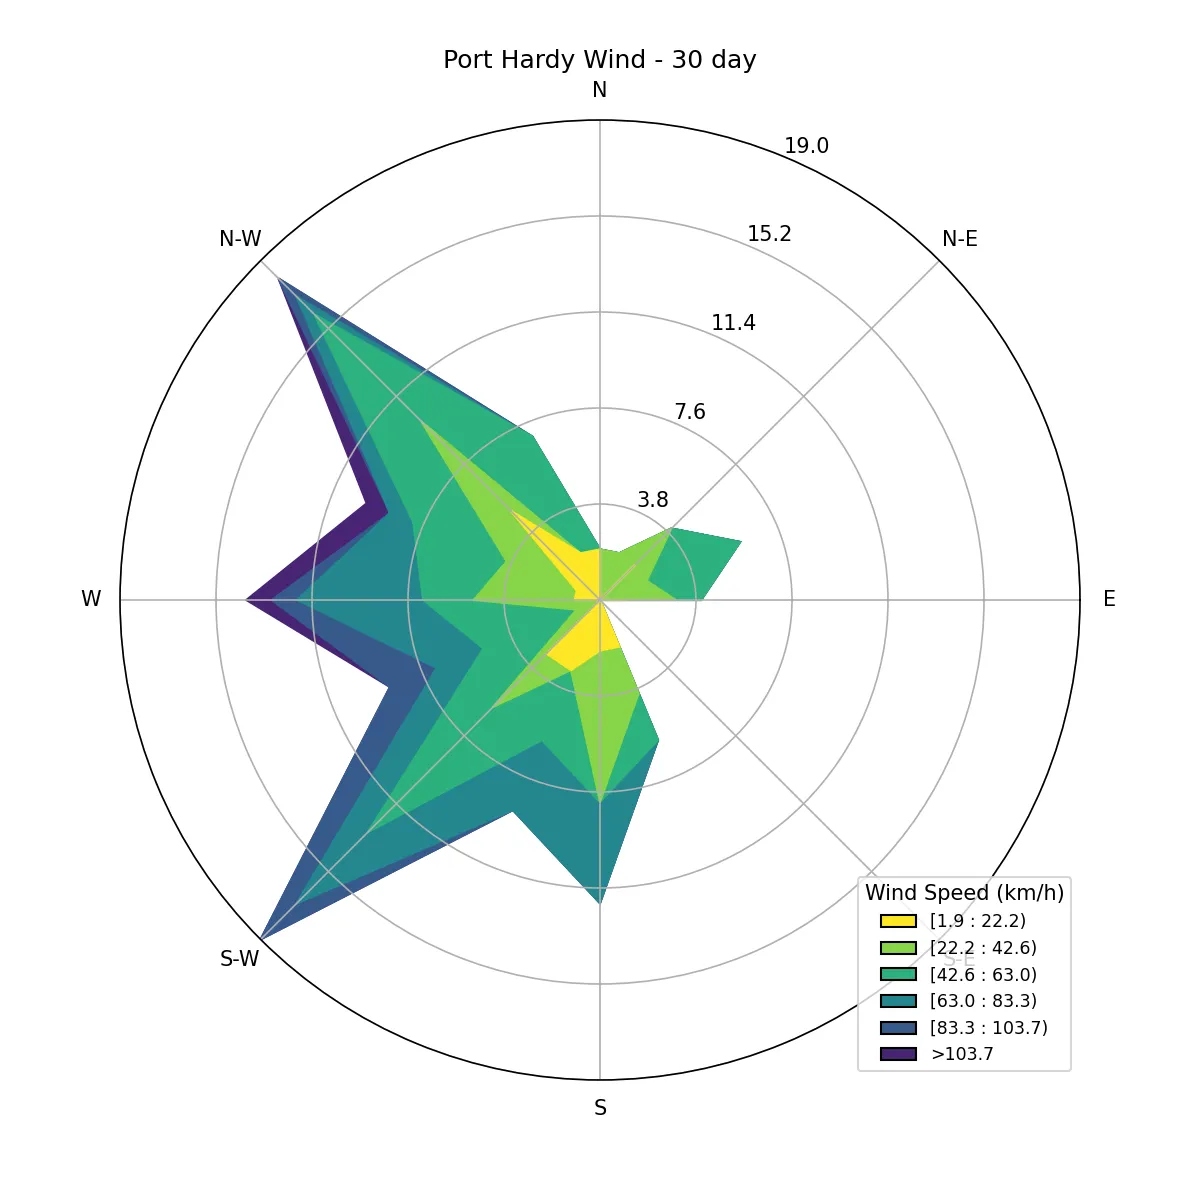 Port Hardy Wind - 30 day
N
19.0
15.2
N-W
N-E
11.4
7.6
3.8
W
E
S-W
S-E
S
Wind Speed (km/h)
[1.9 : 22.2)
[22.2 : 42.6)
[42.6 : 63.0)
[63.0 : 83.3)
[83.3 : 103.7)
>103.7